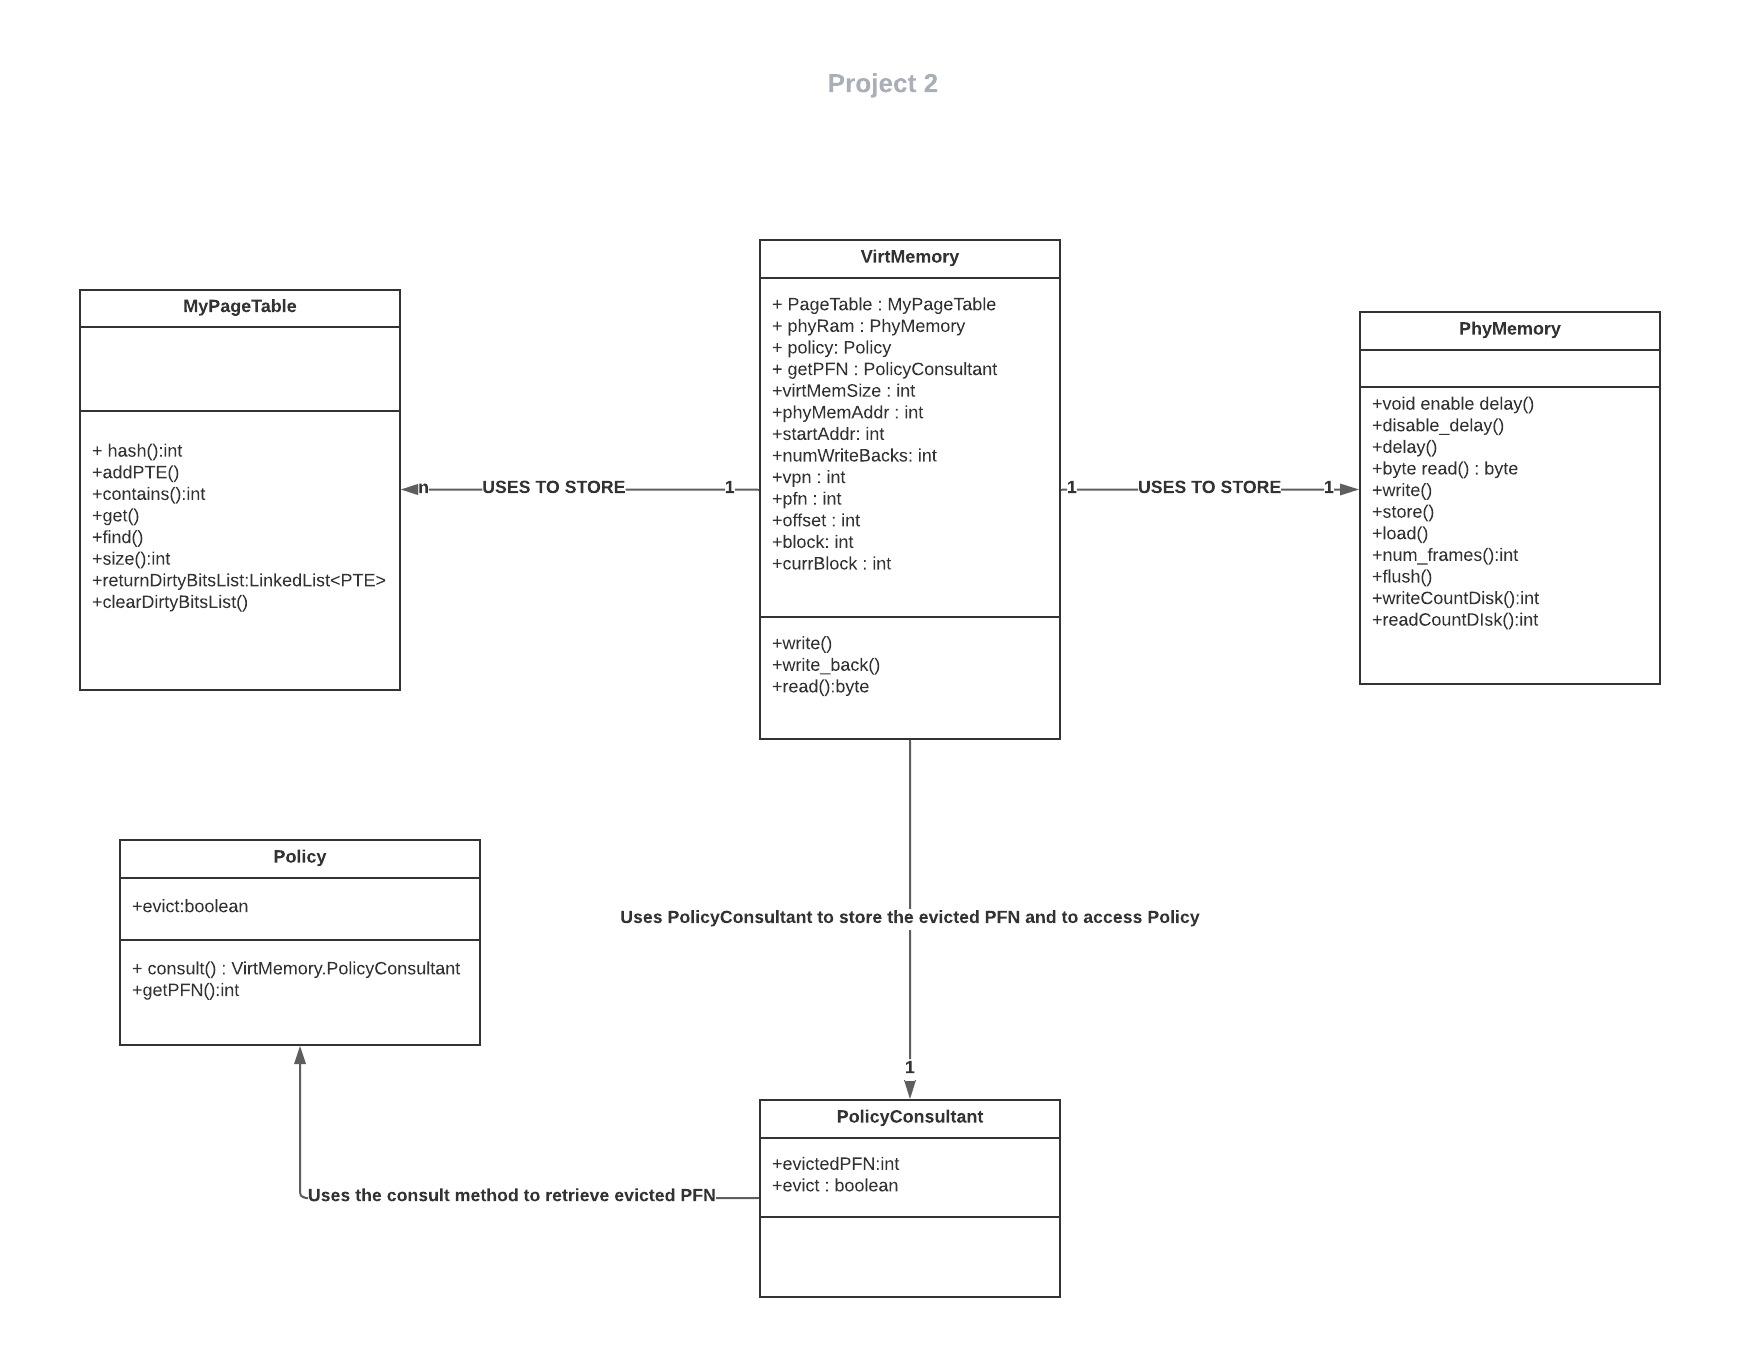 Project 2
MyPageTable
+ hash():int
+addPTE()
+contains():int
+get()
+find()
+size():int
+returnDirtyBitsList:LinkedList<PTE>
+clearDirtyBitsList()
n
USES TO STORE
1
VirtMemory
+ PageTable : MyPageTable
+ phyRam : PhyMemory
+ policy: Policy
+ getPFN : PolicyConsultant
+virtMemSize : int
+phyMemAddr : int
+startAddr: int
+numWriteBacks: int
+vpn : int
+pfn : int
+offset : int
+block: int
+currBlock : int
+write()
+write_back()
+read():byte
1
USES TO STORE
1
PhyMemory
+void enable delay()
+disable_delay()
+delay()
+byte read() : byte
+write()
+store()
+load()
+num_frames():int
+flush()
+writeCountDisk():int
+readCountDIsk():int
Policy
+evict:boolean
+ consult() : VirtMemory.PolicyConsultant
+getPFN():int
Uses PolicyConsultant to store the evicted PFN and to access Policy
1
PolicyConsultant
+evictedPFN:int
+evict : boolean
Uses the consult method to retrieve evicted PFN